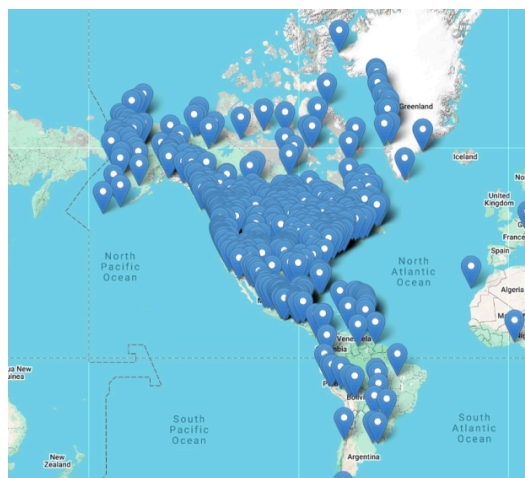 Greenland
Iceland
United
Kingdom
France
Spain
North
Pacific
Ocean
North
Atlantic
Ocean
Algeria
Venezuela
Bolivia
South
Pacific
Ocean
South
Atlantic
Ocean
New
Zealand
Argentina